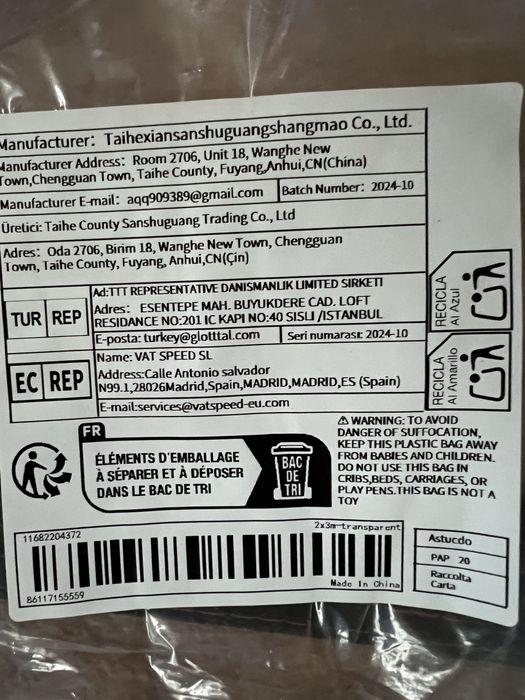 Manufacturer: Taihexiansanshuguangshangmao Co., Ltd.
Manufacturer Address: Room 2706, Unit 18, Wanghe New
Town,Chengguan Town, Taihe County, Fuyang,Anhui,CN(China)
Manufacturer E-mail: aqq909389@gmail.com
Batch Number: 2024-10
Üretici: Taihe County Sanshuguang Trading Co., Ltd
Adres: Oda 2706, Birim 18, Wanghe New Town, Chengguan
Town, Taihe County, Fuyang, Anhui,CN(Çin)
TUR REP
Ad:TTT REPRESENTATIVE DANISMANLIK LIMITED SIRKETI
Adres: ESENTEPE MAH. BUYUKDERE CAD. LOFT
RESIDANCE NO:201 IC KAPI NO:40 SISLI /ISTANBUL
E-posta: turkey@glotttal.com
Seri numarası: 2024-10
EC REP
Name: VAT SPEED SL
Address:Calle Antonio salvador
N99.1,28026Madrid,Spain,MADRID,MADRID,ES (Spain)
E-mail:services@vatspeed-eu.com
RECICLA
Al Azul
RECICLA
Al Amarillo
FR
ÉLÉMENTS D'EMBALLAGE
À SÉPARER ET À DÉPOSER
DANS LE BAC DE TRI
BAC
DE
TRI
⚠ WARNING: TO AVOID
DANGER OF SUFFOCATION,
KEEP THIS PLASTIC BAG AWAY
FROM BABIES AND CHILDREN.
DO NOT USE THIS BAG IN
CRIBS,BEDS, CARRIAGES, OR
PLAY PENS.THIS BAG IS NOT A
TOY
11682204372
2x3m-transparent
86117155559
Made In China
Astucdo
PAP 20
Raccolta
Carta